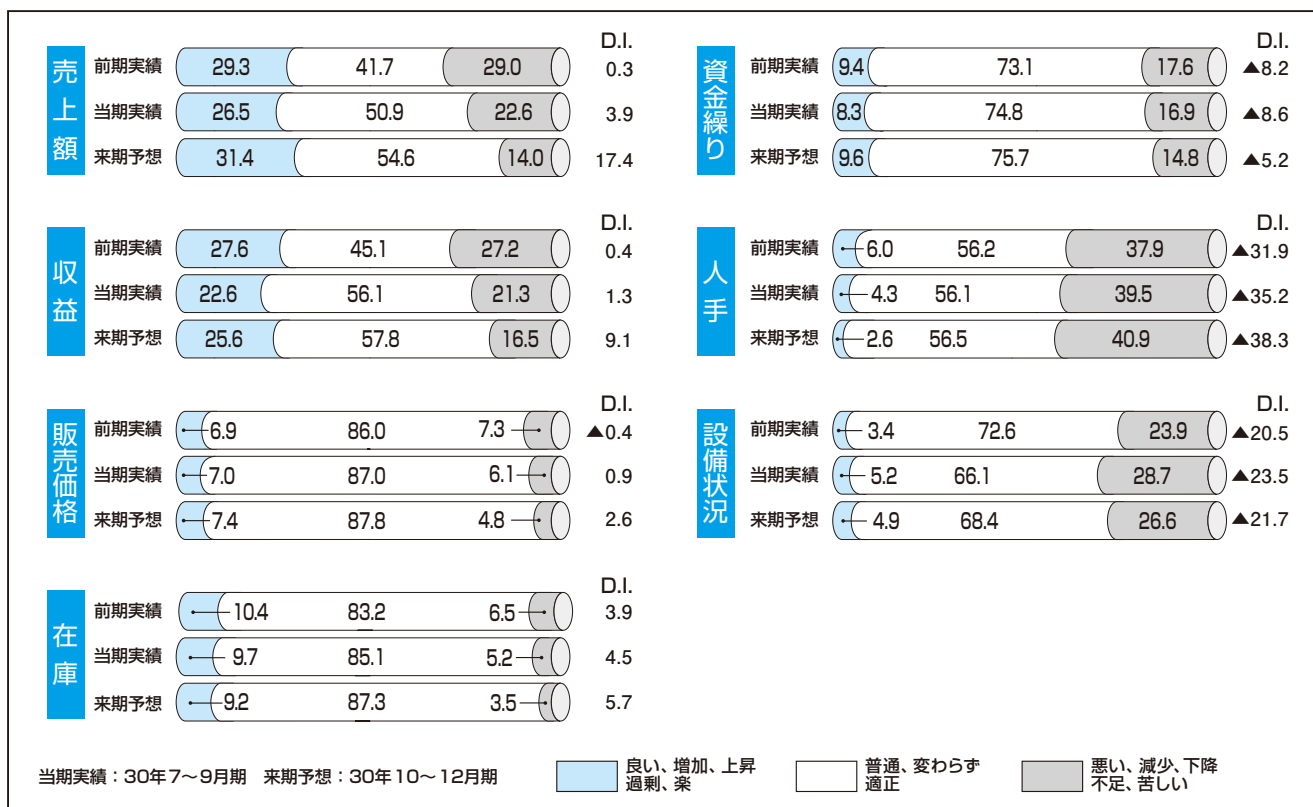 売上額
D.I.
前期実績 29.3 41.7 29.0 0.3
当期実績 26.5 50.9 22.6 3.9
来期予想 31.4 54.6 14.0 17.4
収益
D.I.
前期実績 27.6 45.1 27.2 0.4
当期実績 22.6 56.1 21.3 1.3
来期予想 25.6 57.8 16.5 9.1
販売価格
D.I.
前期実績 6.9 86.0 7.3 ▲0.4
当期実績 7.0 87.0 6.1 0.9
来期予想 7.4 87.8 4.8 2.6
在庫
D.I.
前期実績 10.4 83.2 6.5 3.9
当期実績 9.7 85.1 5.2 4.5
来期予想 9.2 87.3 3.5 5.7
資金繰り
D.I.
前期実績 9.4 73.1 17.6 ▲8.2
当期実績 8.3 74.8 16.9 ▲8.6
来期予想 9.6 75.7 14.8 ▲5.2
人手
D.I.
前期実績 6.0 56.2 37.9 ▲31.9
当期実績 4.3 56.1 39.5 ▲35.2
来期予想 2.6 56.5 40.9 ▲38.3
設備状況
D.I.
前期実績 3.4 72.6 23.9 ▲20.5
当期実績 5.2 66.1 28.7 ▲23.5
来期予想 4.9 68.4 26.6 ▲21.7
当期実績：30年7～9月期 来期予想：30年10～12月期
良い、増加、上昇
過剰、楽
普通、変わらず
適正
悪い、減少、下降
不足、苦しい